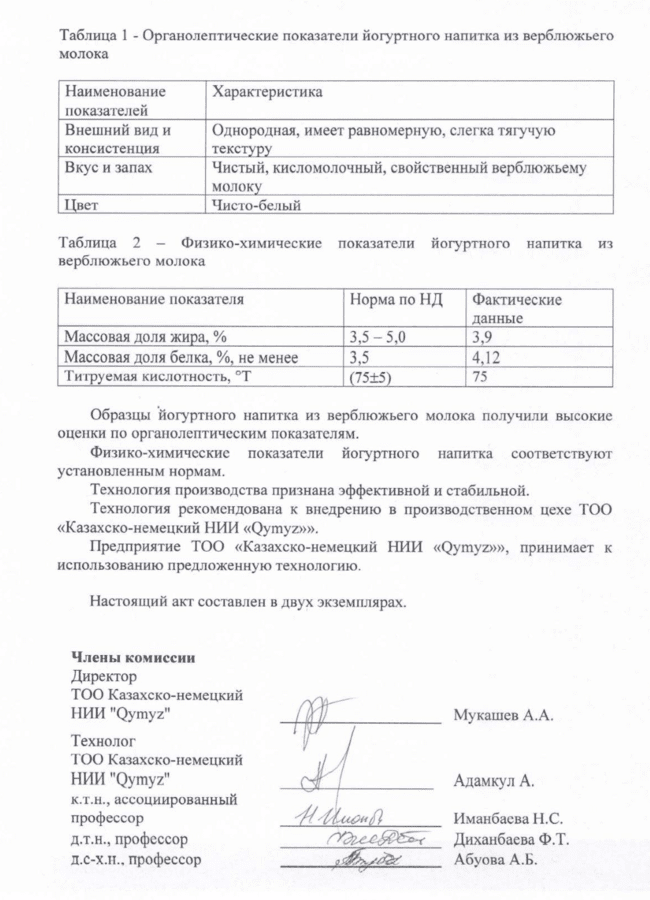 Таблица 1 - Органолептические показатели йогуртного напитка из верблюжьего
молока
Наименование показателей Характеристика
Внешний вид и консистенция Однородная, имеет равномерную, слегка тягучую текстуру
Вкус и запах Чистый, кисломолочный, свойственный верблюжьему молоку
Цвет Чисто-белый
Таблица 2 – Физико-химические показатели йогуртного напитка из
верблюжьего молока
Наименование показателя Норма по НД Фактические данные
Массовая доля жира, % 3,5 – 5,0 3,9
Массовая доля белка, %, не менее 3,5 4,12
Титруемая кислотность, °Т (75±5) 75
Образцы йогуртного напитка из верблюжьего молока получили высокие
оценки по органолептическим показателям.
Физико-химические показатели йогуртного напитка соответствуют
установленным нормам.
Технология производства признана эффективной и стабильной.
Технология рекомендована к внедрению в производственном цехе ТОО
«Казахско-немецкий НИИ «Qymyz»».
Предприятие ТОО «Казахско-немецкий НИИ «Qymyz»», принимает к
использованию предложенную технологию.
Настоящий акт составлен в двух экземплярах.
Члены комиссии
Директор
ТОО Казахско-немецкий
НИИ "Qymyz" Мукашев А.А.
Технолог
ТОО Казахско-немецкий
НИИ "Qymyz" Адамкул А.
к.т.н., ассоциированный
профессор Иманбаева Н.С.
д.т.н., профессор Диханбаева Ф.Т.
д.с-х.н., профессор Абуова А.Б.